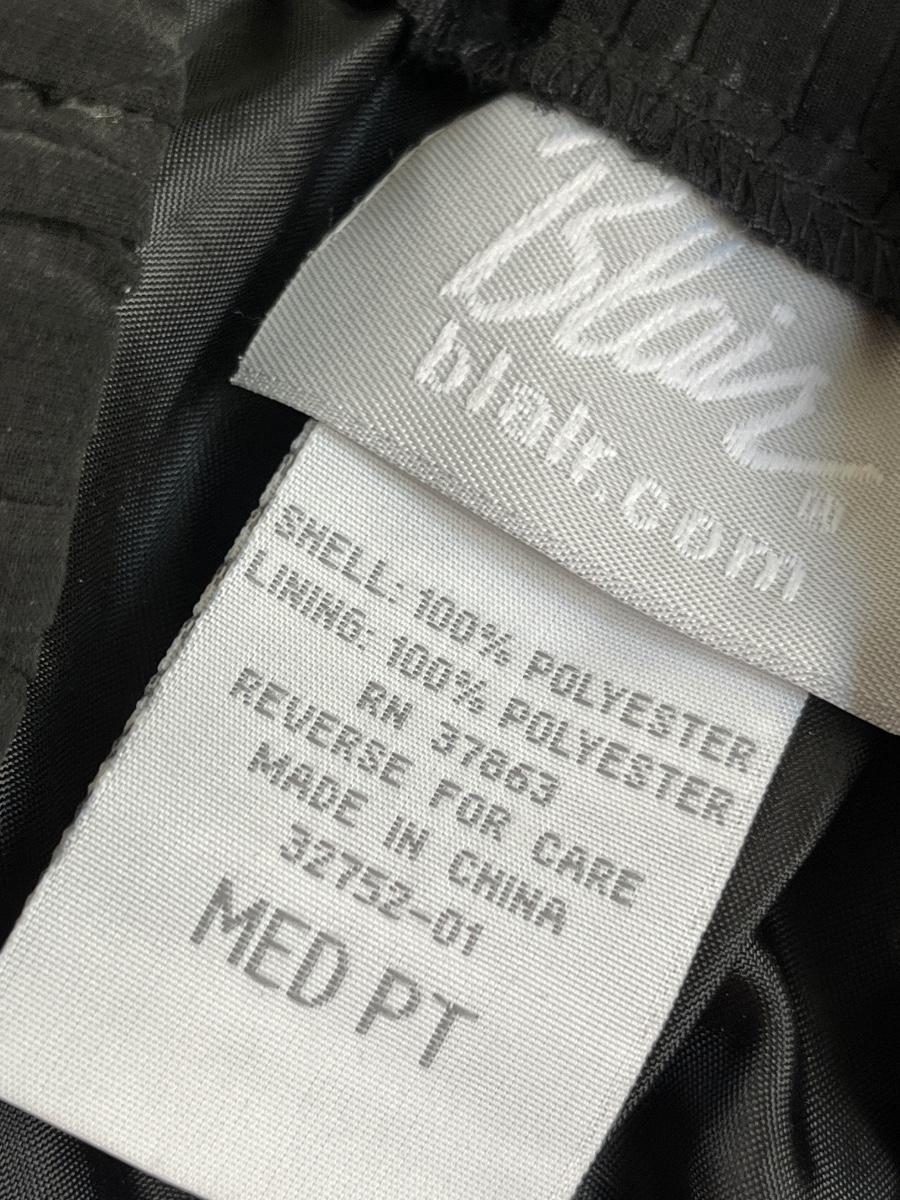 Blair
blair.com
SHELL: 100% POLYESTER
LINING: 100% POLYESTER
RN 37863
REVERSE FOR CARE
MADE IN CHINA
32752-01
MED PT